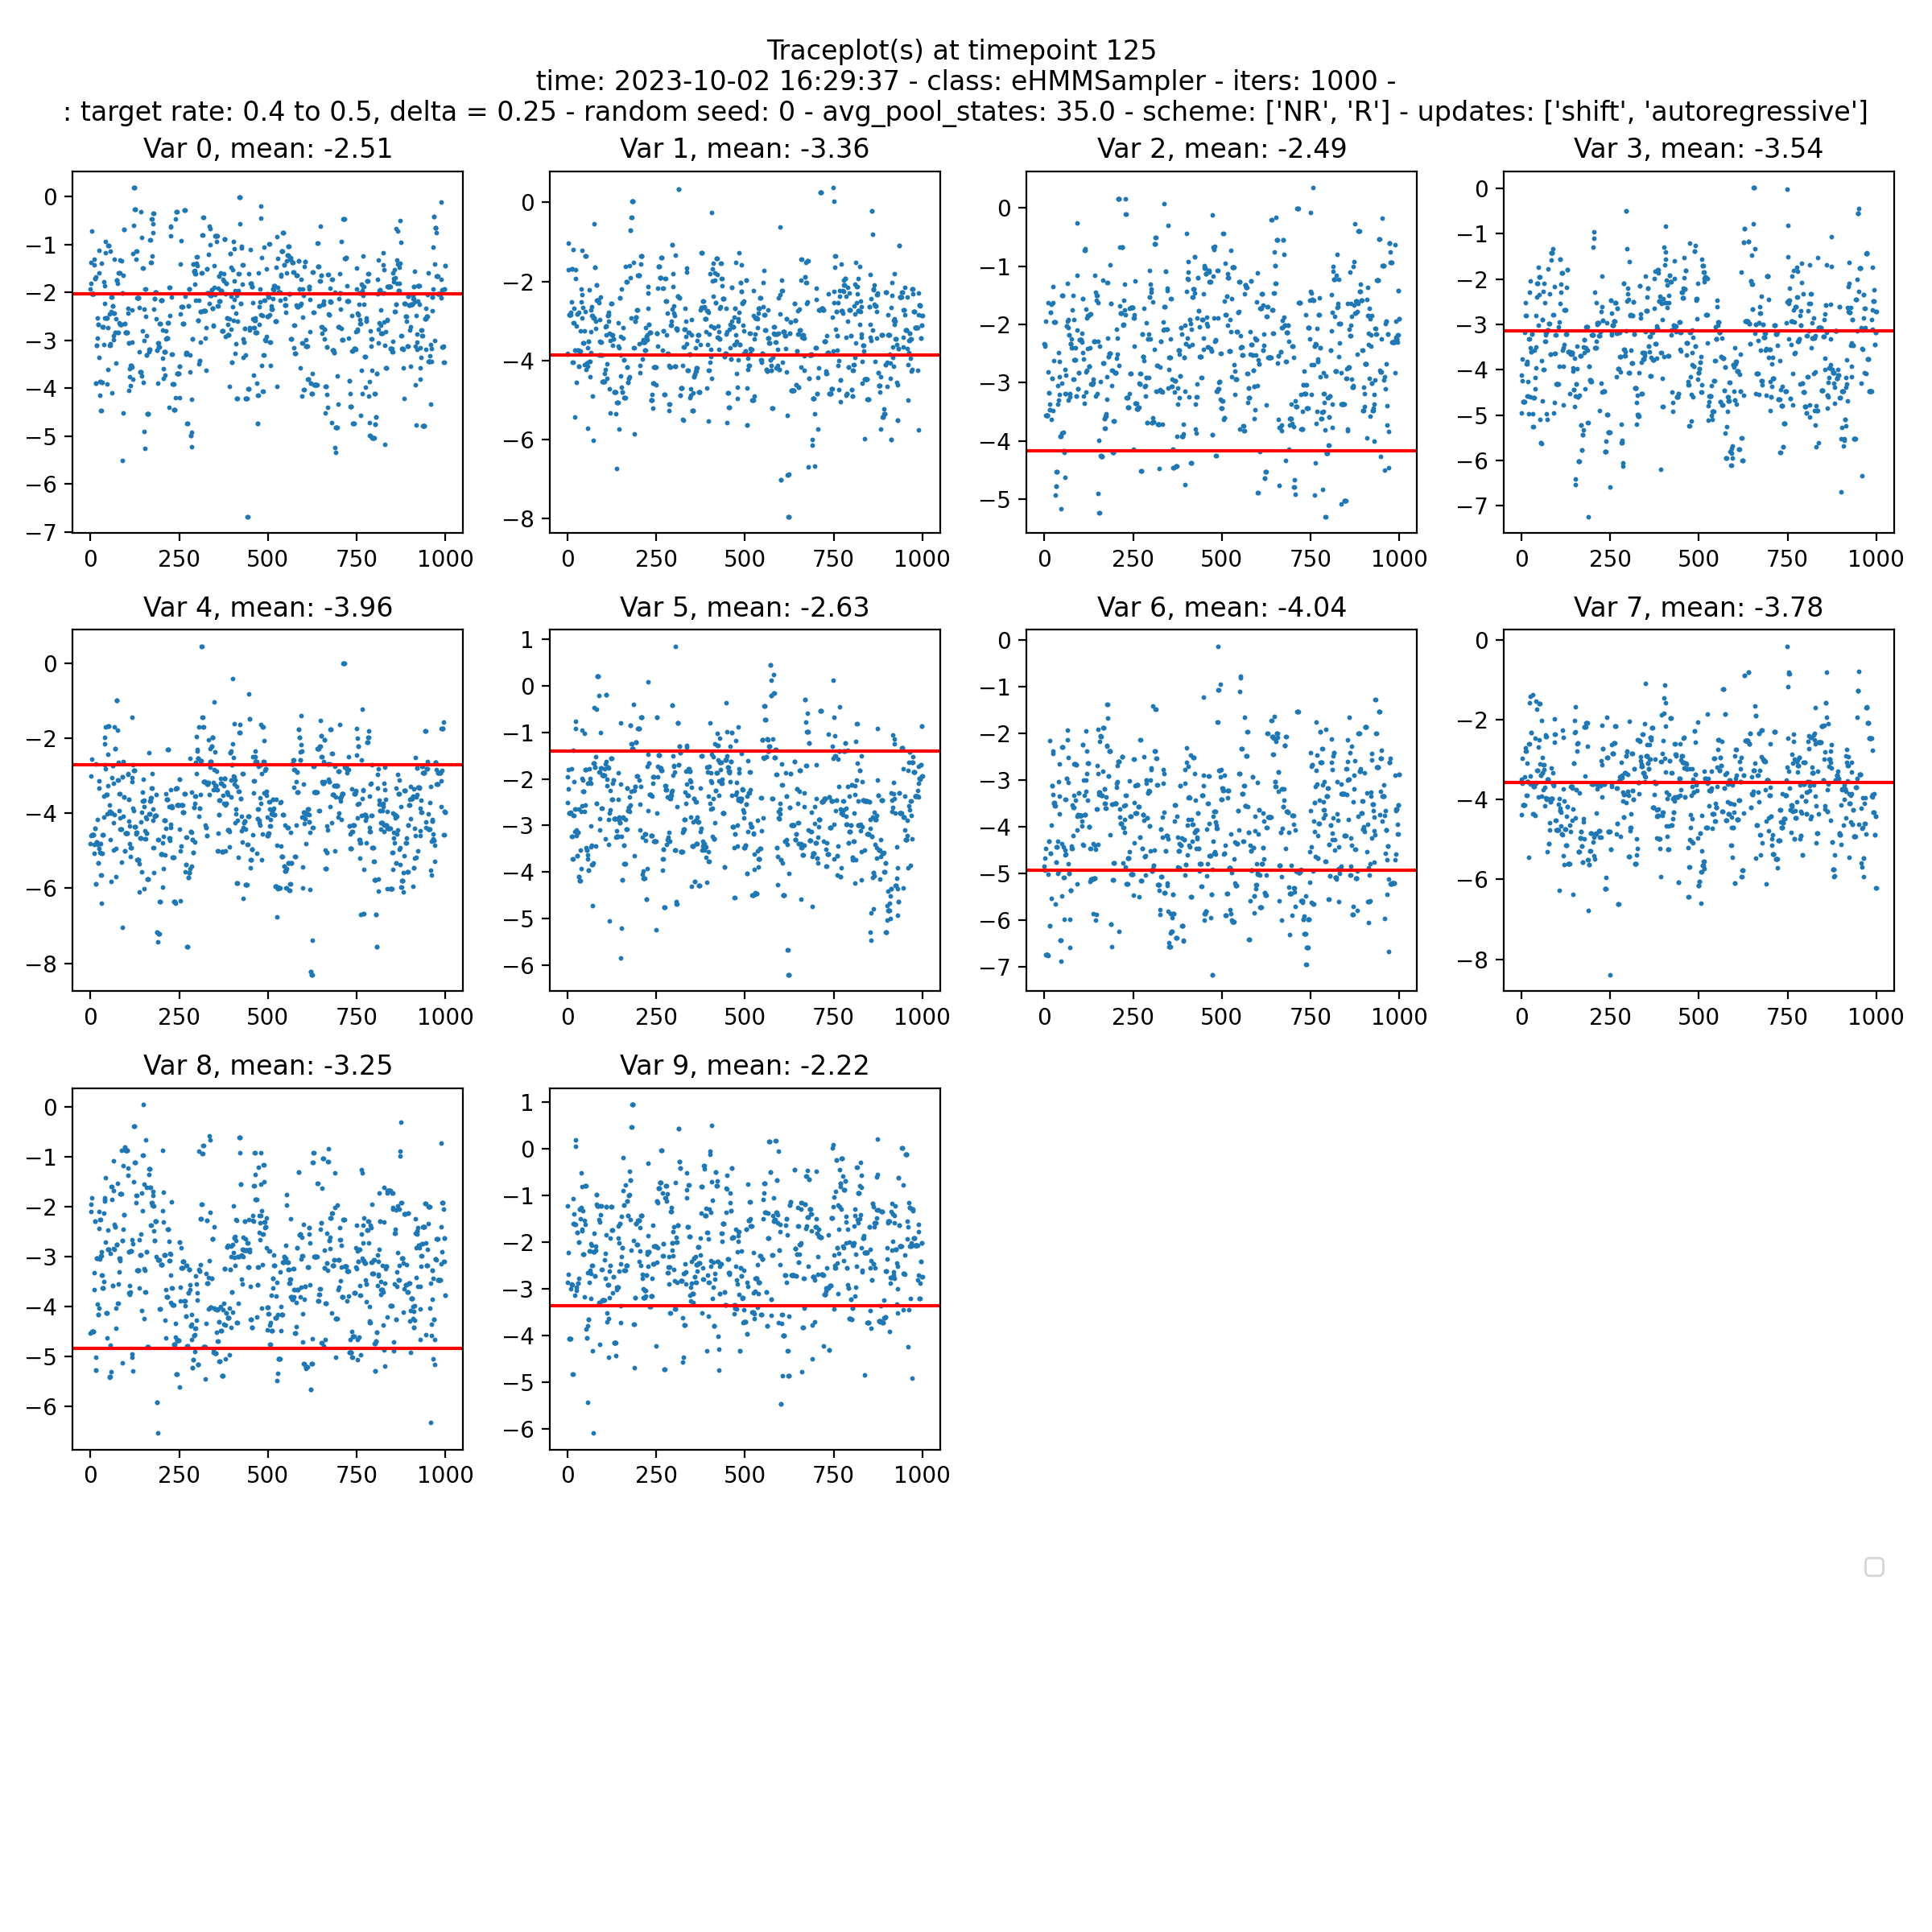 Traceplot(s) at timepoint 125
time: 2023-10-02 16:29:37 - class: eHMMSampler - iters: 1000 -
: target rate: 0.4 to 0.5, delta = 0.25 - random seed: 0 - avg_pool_states: 35.0 - scheme: ['NR', 'R'] - updates: ['shift', 'autoregressive']
Var 0, mean: -2.51
0
−1
−2
−3
−4
−5
−6
−7
0 250 500 750 1000
Var 1, mean: -3.36
0
−2
−4
−6
−8
0 250 500 750 1000
Var 2, mean: -2.49
0
−1
−2
−3
−4
−5
0 250 500 750 1000
Var 3, mean: -3.54
0
−1
−2
−3
−4
−5
−6
−7
0 250 500 750 1000
Var 4, mean: -3.96
0
−2
−4
−6
−8
0 250 500 750 1000
Var 5, mean: -2.63
1
0
−1
−2
−3
−4
−5
−6
0 250 500 750 1000
Var 6, mean: -4.04
0
−1
−2
−3
−4
−5
−6
−7
0 250 500 750 1000
Var 7, mean: -3.78
0
−2
−4
−6
−8
0 250 500 750 1000
Var 8, mean: -3.25
0
−1
−2
−3
−4
−5
−6
0 250 500 750 1000
Var 9, mean: -2.22
1
0
−1
−2
−3
−4
−5
−6
0 250 500 750 1000